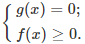 g(x) = 0;
f(x) ≥ 0.